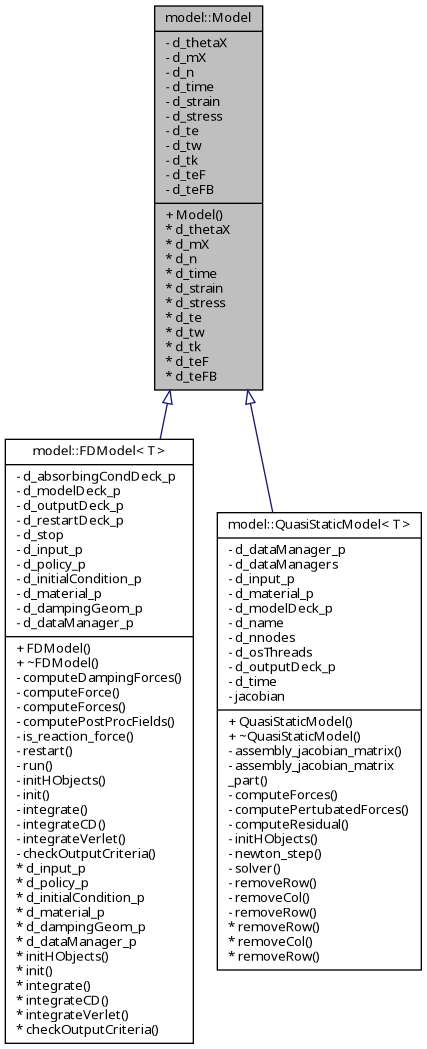 model::Model
- d_thetaX
- d_mX
- d_n
- d_time
- d_strain
- d_stress
- d_te
- d_tw
- d_tk
- d_teF
- d_teFB
+ Model()
* d_thetaX
* d_mX
* d_n
* d_time
* d_strain
* d_stress
* d_te
* d_tw
* d_tk
* d_teF
* d_teFB
model::FDModel< T >
- d_absorbingCondDeck_p
- d_modelDeck_p
- d_outputDeck_p
- d_restartDeck_p
- d_stop
- d_input_p
- d_policy_p
- d_initialCondition_p
- d_material_p
- d_dampingGeom_p
- d_dataManager_p
+ FDModel()
+ ~FDModel()
- computeDampingForces()
- computeForce()
- computeForces()
- computePostProcFields()
- is_reaction_force()
- restart()
- run()
- initHObjects()
- init()
- integrate()
- integrateCD()
- integrateVerlet()
- checkOutputCriteria()
* d_input_p
* d_policy_p
* d_initialCondition_p
* d_material_p
* d_dampingGeom_p
* d_dataManager_p
* initHObjects()
* init()
* integrate()
* integrateCD()
* integrateVerlet()
* checkOutputCriteria()
model::QuasiStaticModel< T >
- d_dataManager_p
- d_dataManagers
- d_input_p
- d_material_p
- d_modelDeck_p
- d_name
- d_nnodes
- d_osThreads
- d_outputDeck_p
- d_time
- jacobian
+ QuasiStaticModel()
+ ~QuasiStaticModel()
- assembly_jacobian_matrix()
- assembly_jacobian_matrix
_part()
- computeForces()
- computePertubatedForces()
- computeResidual()
- initHObjects()
- newton_step()
- solver()
- removeRow()
- removeCol()
- removeRow()
* removeRow()
* removeCol()
* removeRow()